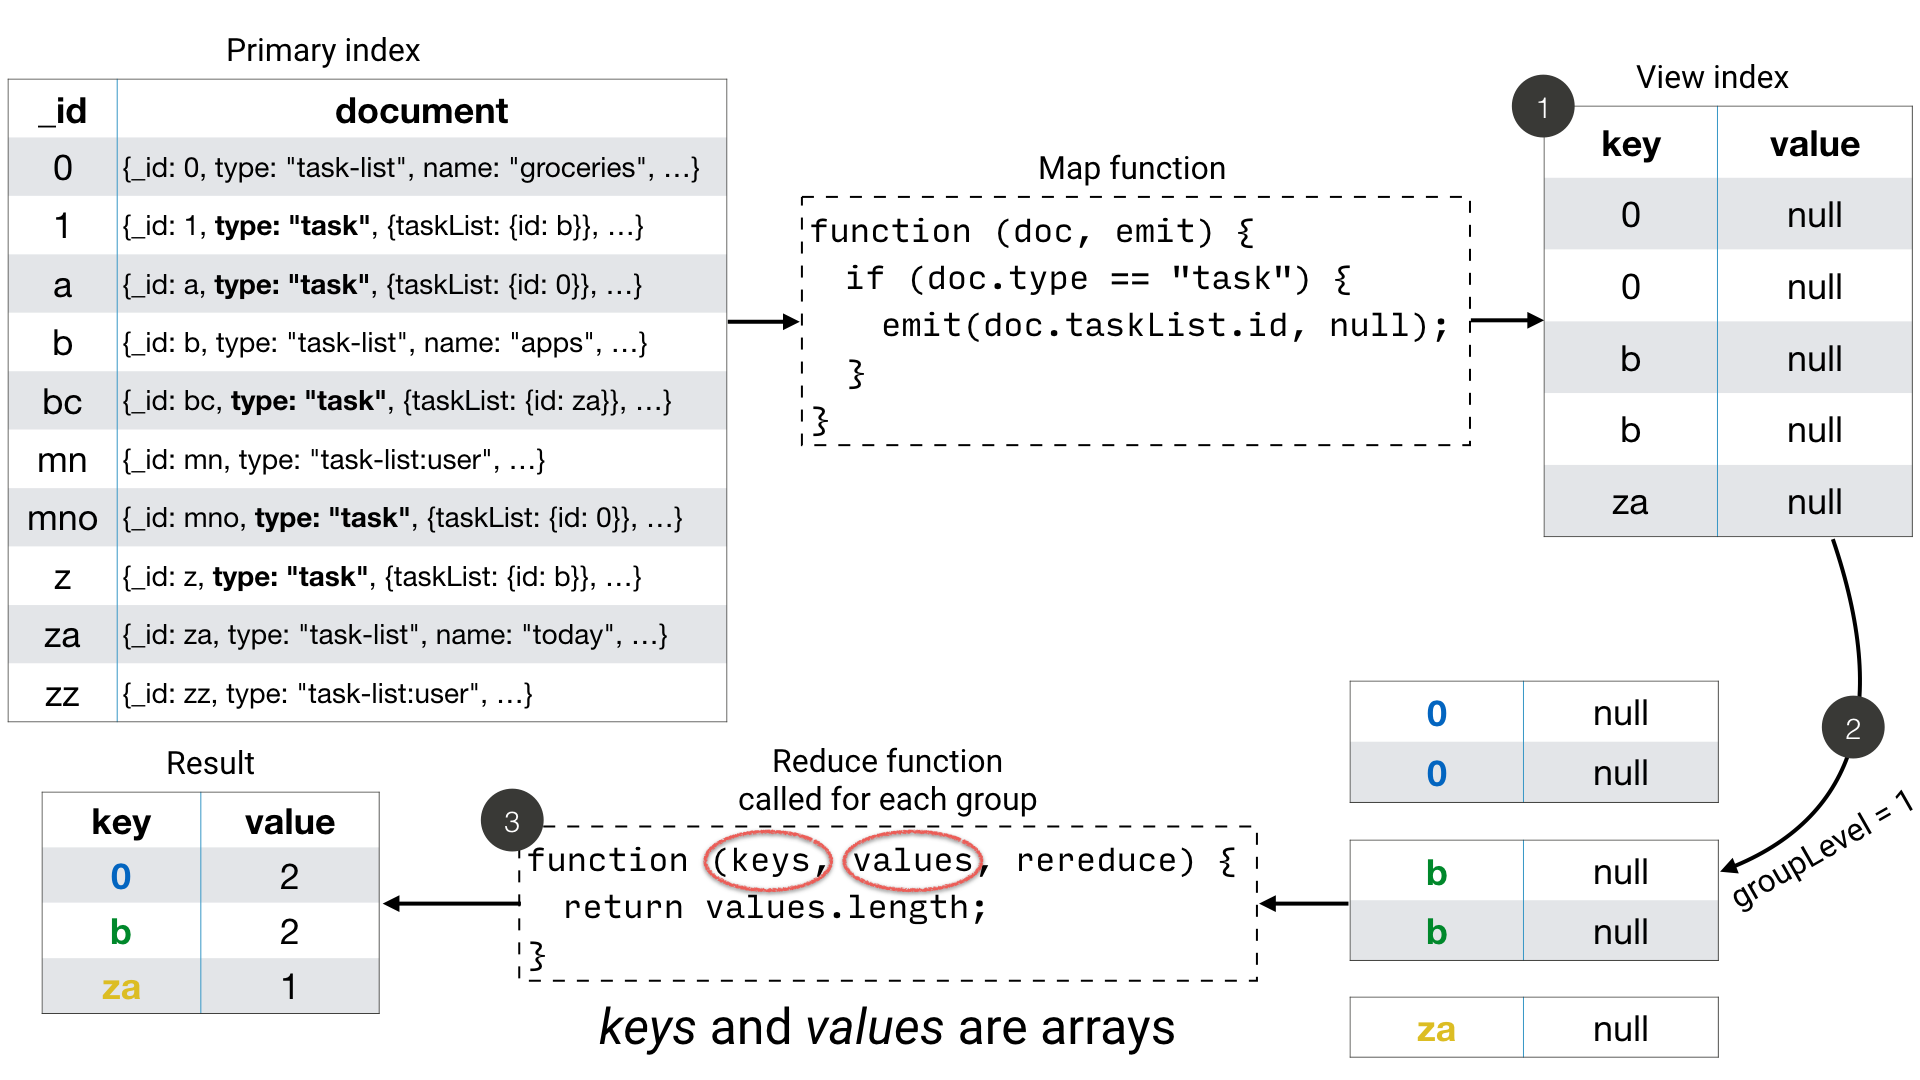 Primary index
_id document
0 {_id: 0, type: "task-list", name: "groceries", …}
1 {_id: 1, type: "task", {taskList: {id: b}}, …}
a {_id: a, type: "task", {taskList: {id: 0}}, …}
b {_id: b, type: "task-list", name: "apps", …}
bc {_id: bc, type: "task", {taskList: {id: za}}, …}
mn {_id: mn, type: "task-list:user", …}
mno {_id: mno, type: "task", {taskList: {id: 0}}, …}
z {_id: z, type: "task", {taskList: {id: b}}, …}
za {_id: za, type: "task-list", name: "today", …}
zz {_id: zz, type: "task-list:user", …}
Map function
function (doc, emit) {
if (doc.type == "task") {
emit(doc.taskList.id, null);
}
}
1
View index
key value
0 null
0 null
b null
b null
za null
2
groupLevel = 1
0 null
0 null
b null
b null
za null
Reduce function
called for each group
3
function (keys, values, rereduce) {
return values.length;
}
keys and values are arrays
Result
key value
0 2
b 2
za 1